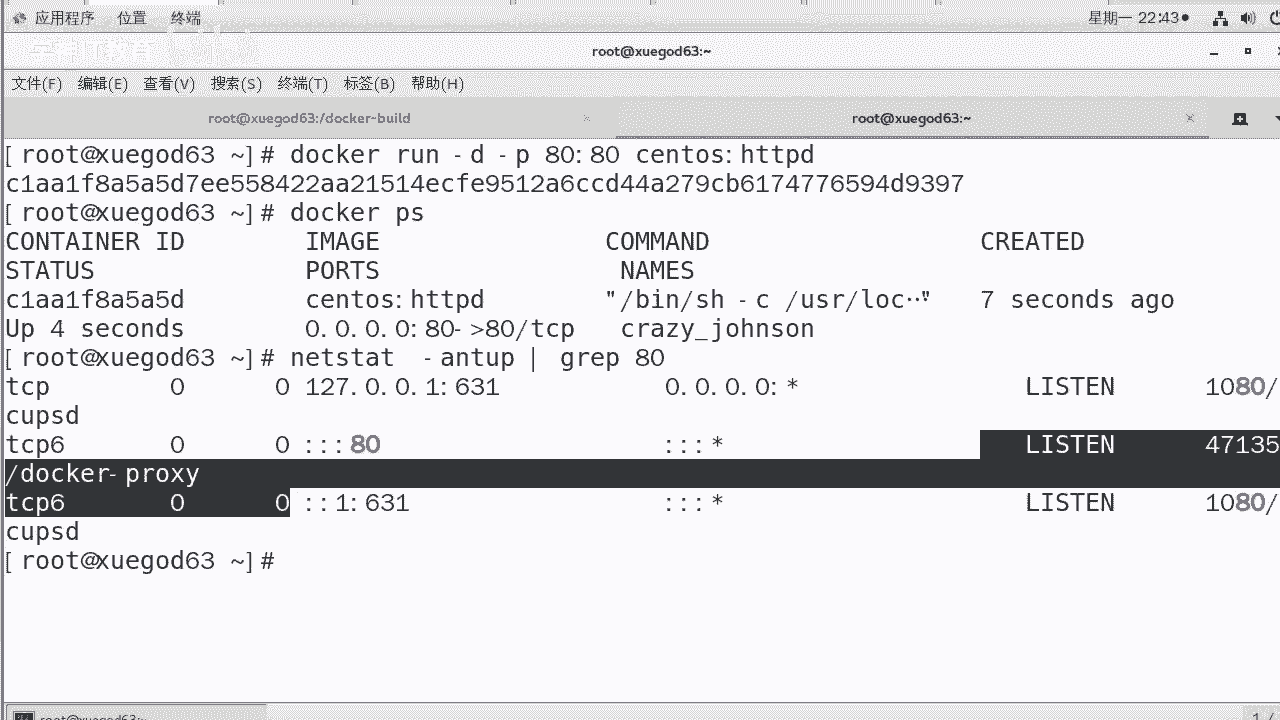 应用程序 位置 终端 星期一 22:43
root@xuegod63:~
文件(F) 编辑(E) 查看(V) 搜索(S) 终端(T) 标签(B) 帮助(H)
root@xuegod63:/docker-build × root@xuegod63:~ ×
[root@xuegod63 ~]# docker run -d -p 80:80 centos:httpd
c1aa1f8a5a5d7ee558422aa21514ecfe9512a6ccd44a279cb6174776594d9397
[root@xuegod63 ~]# docker ps
CONTAINER ID IMAGE COMMAND CREATED
STATUS PORTS NAMES
c1aa1f8a5a5d centos:httpd "/bin/sh -c /usr/loc…" 7 seconds ago
Up 4 seconds 0.0.0.0:80->80/tcp crazy_johnson
[root@xuegod63 ~]# netstat -antup | grep 80
tcp 0 0 127.0.0.1:631 0.0.0.0:* LISTEN 1080/
cupsd
tcp6 0 0 :::80 :::* LISTEN 47135
/docker-proxy
tcp6 0 0 ::1:631 :::* LISTEN 1080/
cupsd
[root@xuegod63 ~]#
root@xuegod63:~ 1 /